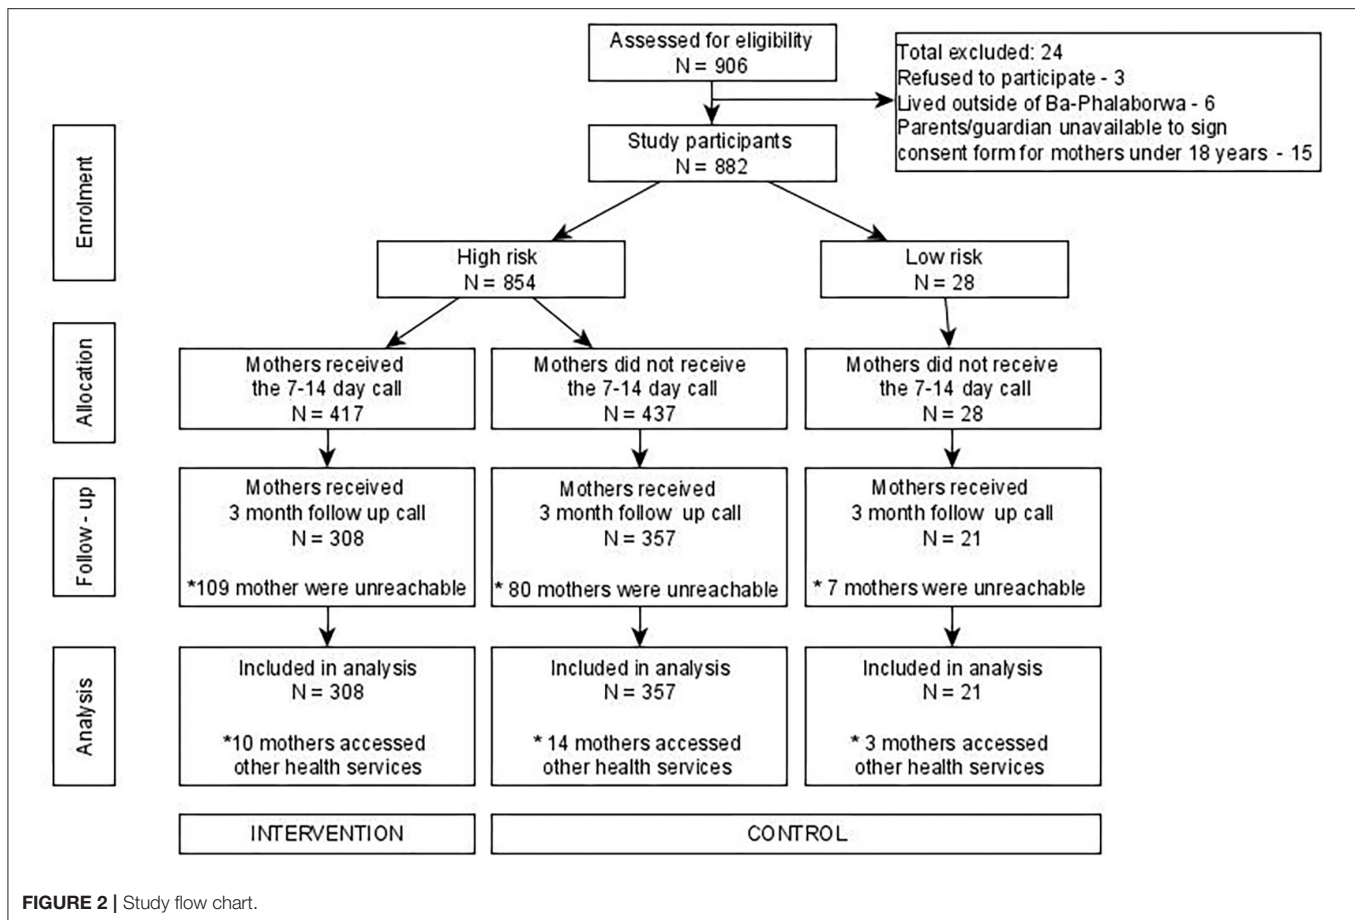 Assessed for eligibility
N = 906
Total excluded: 24
Refused to participate - 3
Lived outside of Ba-Phalaborwa - 6
Parents/guardian unavailable to sign
consent form for mothers under 18 years - 15
Enrolment
Study participants
N = 882
High risk
N = 854
Low risk
N = 28
Allocation
Mothers received
the 7-14 day call
N = 417
Mothers did not receive
the 7-14 day call
N = 437
Mothers did not receive
the 7-14 day call
N = 28
Follow - up
Mothers received
3 month follow up call
N = 308
*109 mother were unreachable
Mothers received
3 month follow up call
N = 357
* 80 mothers were unreachable
Mothers received
3 month follow up call
N = 21
* 7 mothers were unreachable
Analysis
Included in analysis
N = 308
*10 mothers accessed
other health services
Included in analysis
N = 357
* 14 mothers accessed
other health services
Included in analysis
N = 21
* 3 mothers accessed
other health services
INTERVENTION
CONTROL
FIGURE 2 | Study flow chart.